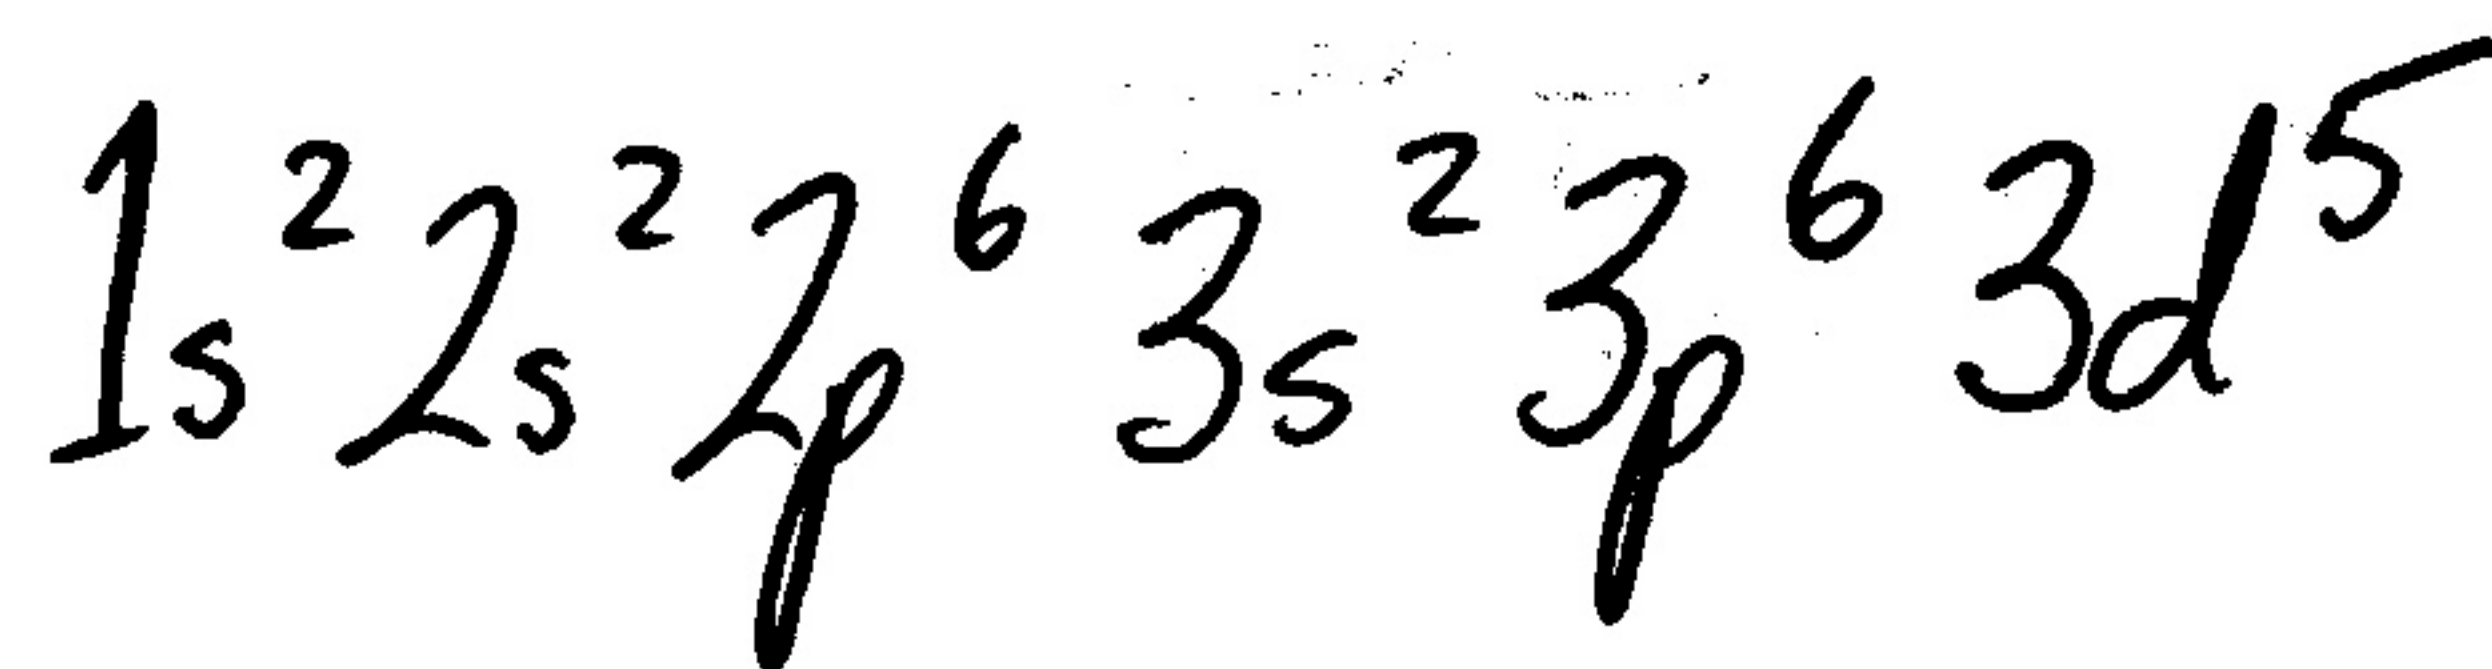 1s² 2s² 2p⁶ 3s² 3p⁶ 3d⁵